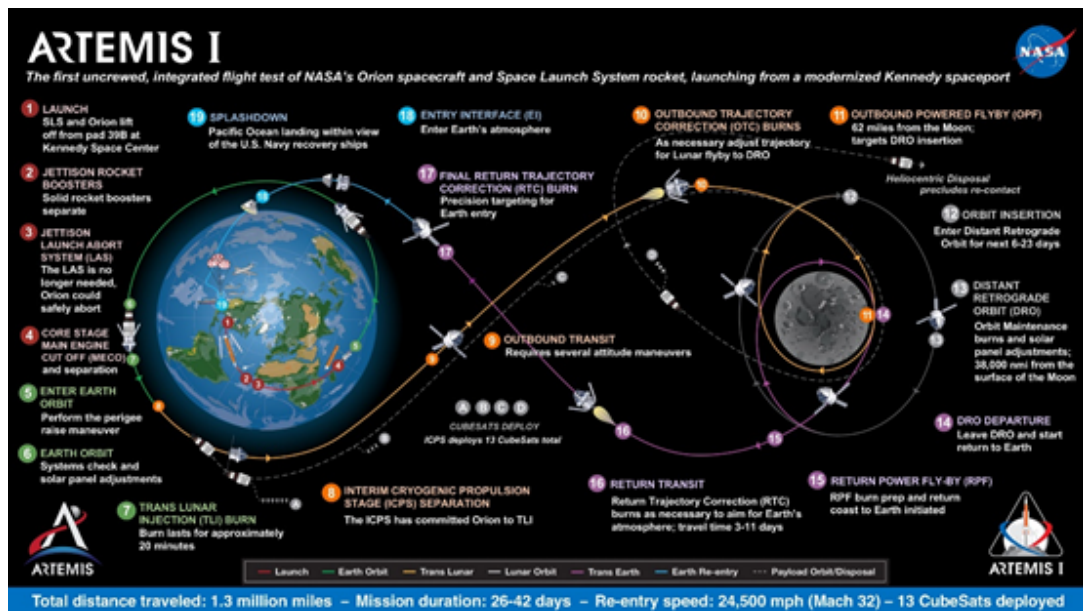 ARTEMIS I
NASA
The first uncrewed, integrated flight test of NASA's Orion spacecraft and Space Launch System rocket, launching from a modernized Kennedy spaceport
1 LAUNCH
SLS and Orion lift
off from pad 39B at
Kennedy Space Center
2 JETTISON ROCKET
BOOSTERS
Solid rocket boosters
separate
3 JETTISON
LAUNCH ABORT
SYSTEM (LAS)
The LAS is no
longer needed,
Orion could
safely abort
4 CORE STAGE
MAIN ENGINE
CUT OFF (MECO)
and separation
5 ENTER EARTH
ORBIT
Perform the perigee
raise maneuver
6 EARTH ORBIT
Systems check and
solar panel adjustments
7 TRANS LUNAR
INJECTION (TLI) BURN
Burn lasts for approximately
20 minutes
8 INTERIM CRYOGENIC PROPULSION
STAGE (ICPS) SEPARATION
The ICPS has committed Orion to TLI
9 OUTBOUND TRANSIT
Requires several attitude maneuvers
10 OUTBOUND TRAJECTORY
CORRECTION (OTC) BURNS
As necessary adjust trajectory
for Lunar flyby to DRO
11 OUTBOUND POWERED FLYBY (OPF)
62 miles from the Moon;
targets DRO insertion
Heliocentric Disposal
precludes re-contact
12 ORBIT INSERTION
Enter Distant Retrograde
Orbit for next 6-23 days
13 DISTANT
RETROGRADE
ORBIT (DRO)
Orbit Maintenance
burns and solar
panel adjustments;
38,000 nmi from the
surface of the Moon
14 DRO DEPARTURE
Leave DRO and start
return to Earth
15 RETURN POWER FLY-BY (RPF)
RPF burn prep and return
coast to Earth initiated
16 RETURN TRANSIT
Return Trajectory Correction (RTC)
burns as necessary to aim for Earth's
atmosphere; travel time 3-11 days
17 FINAL RETURN TRAJECTORY
CORRECTION (RTC) BURN
Precision targeting for
Earth entry
18 ENTRY INTERFACE (EI)
Enter Earth's atmosphere
19 SPLASHDOWN
Pacific Ocean landing within view
of the U.S. Navy recovery ships
A B C D
CUBESATS DEPLOY
ICPS deploys 13 CubeSats total
ARTEMIS
ARTEMIS I
Launch Earth Orbit Trans Lunar Lunar Orbit Trans Earth Earth Re-entry Payload Orbit/Disposal
Total distance traveled: 1.3 million miles – Mission duration: 26-42 days – Re-entry speed: 24,500 mph (Mach 32) – 13 CubeSats deployed